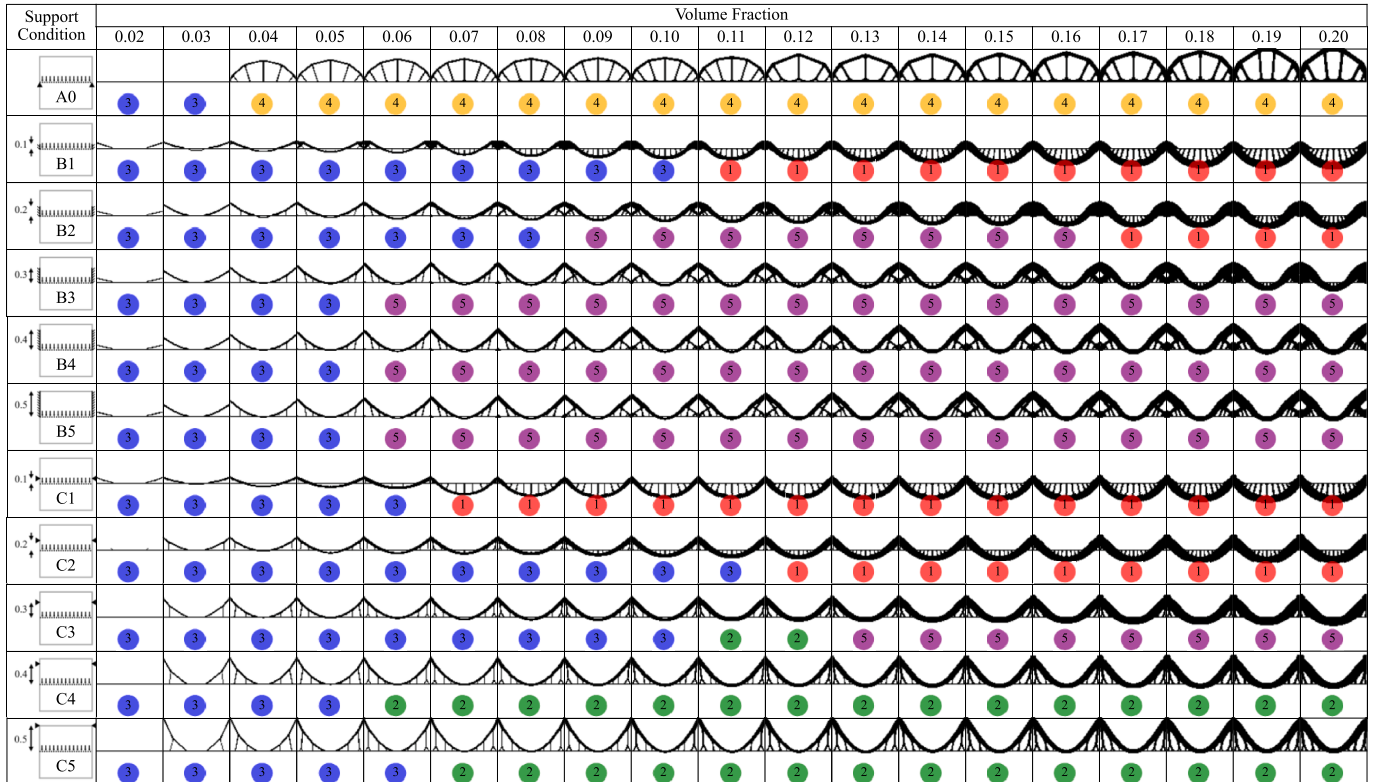 Support Condition
Volume Fraction
0.02 0.03 0.04 0.05 0.06 0.07 0.08 0.09 0.10 0.11 0.12 0.13 0.14 0.15 0.16 0.17 0.18 0.19 0.20
A0
3 3 4 4 4 4 4 4 4 4 4 4 4 4 4 4 4 4 4
0.1
B1
3 3 3 3 3 3 3 3 3 1 1 1 1 1 1 1 1 1 1
0.2
B2
3 3 3 3 3 3 3 5 5 5 5 5 5 5 5 1 1 1 1
0.3
B3
3 3 3 3 5 5 5 5 5 5 5 5 5 5 5 5 5 5 5
0.4
B4
3 3 3 3 5 5 5 5 5 5 5 5 5 5 5 5 5 5 5
0.5
B5
3 3 3 3 5 5 5 5 5 5 5 5 5 5 5 5 5 5 5
0.1
C1
3 3 3 3 3 1 1 1 1 1 1 1 1 1 1 1 1 1 1
0.2
C2
3 3 3 3 3 3 3 3 3 3 1 1 1 1 1 1 1 1 1
0.3
C3
3 3 3 3 3 3 3 3 3 2 2 5 5 5 5 5 5 5 5
0.4
C4
3 3 3 3 2 2 2 2 2 2 2 2 2 2 2 2 2 2 2
0.5
C5
3 3 3 3 3 2 2 2 2 2 2 2 2 2 2 2 2 2 2